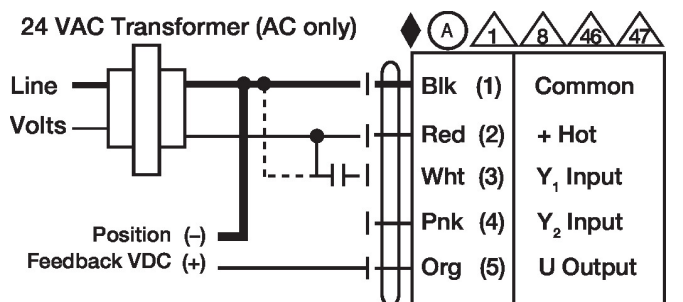 24 VAC Transformer (AC only)
A 1 8 46 47
Line
Blk (1) Common
Volts
Red (2) + Hot
Wht (3) Y₁ Input
Pnk (4) Y₂ Input
Position (–)
Feedback VDC (+)
Org (5) U Output